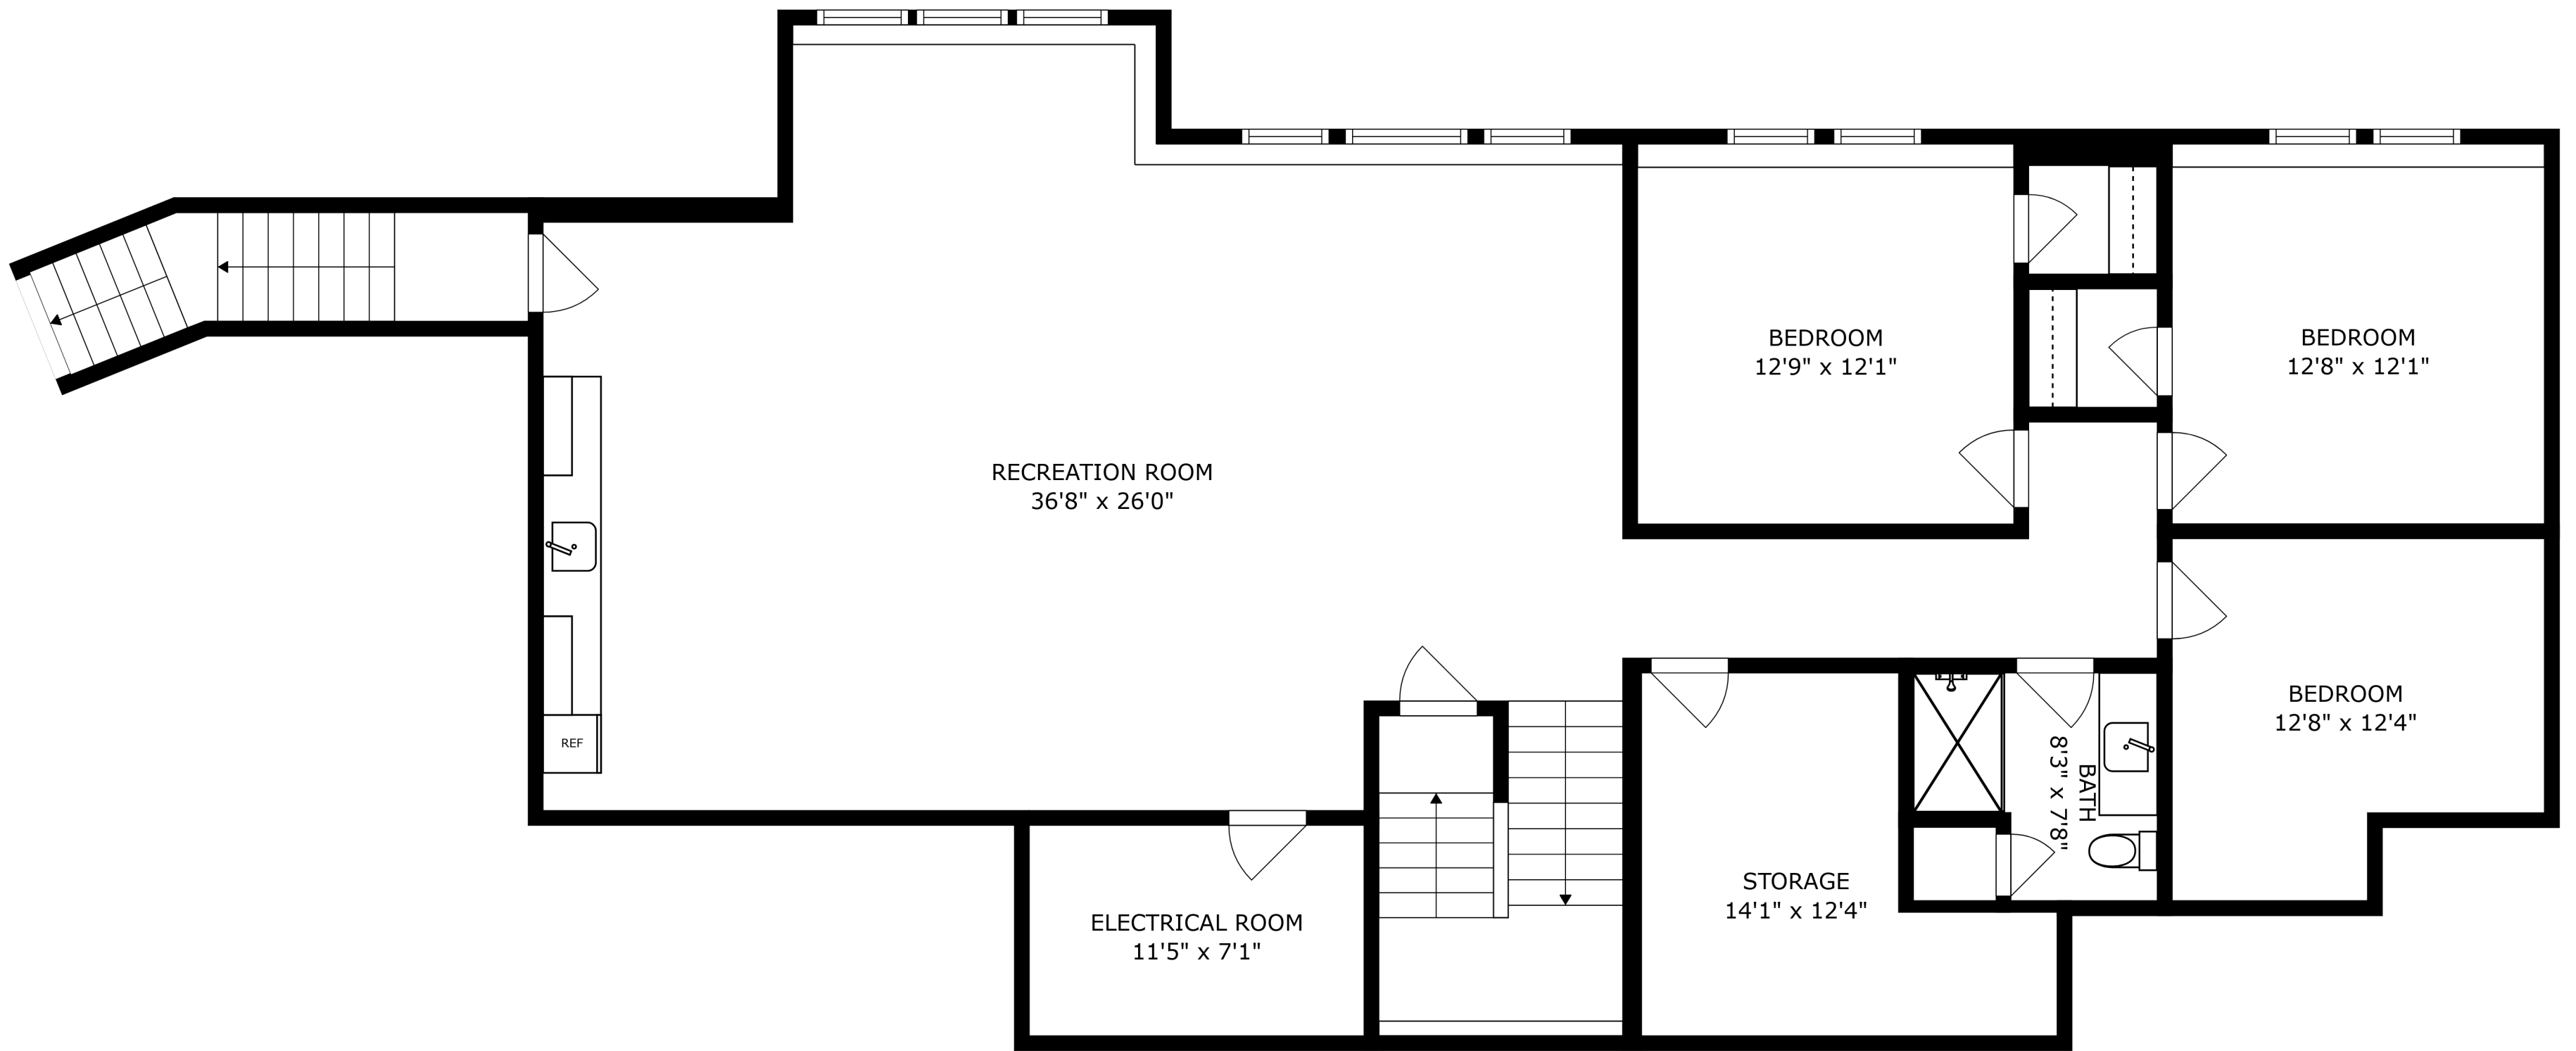 BEDROOM
12'9" x 12'1"
BEDROOM
12'8" x 12'1"
RECREATION ROOM
36'8" x 26'0"
BEDROOM
12'8" x 12'4"
REF
BATH
8'3" x 7'8"
STORAGE
14'1" x 12'4"
ELECTRICAL ROOM
11'5" x 7'1"